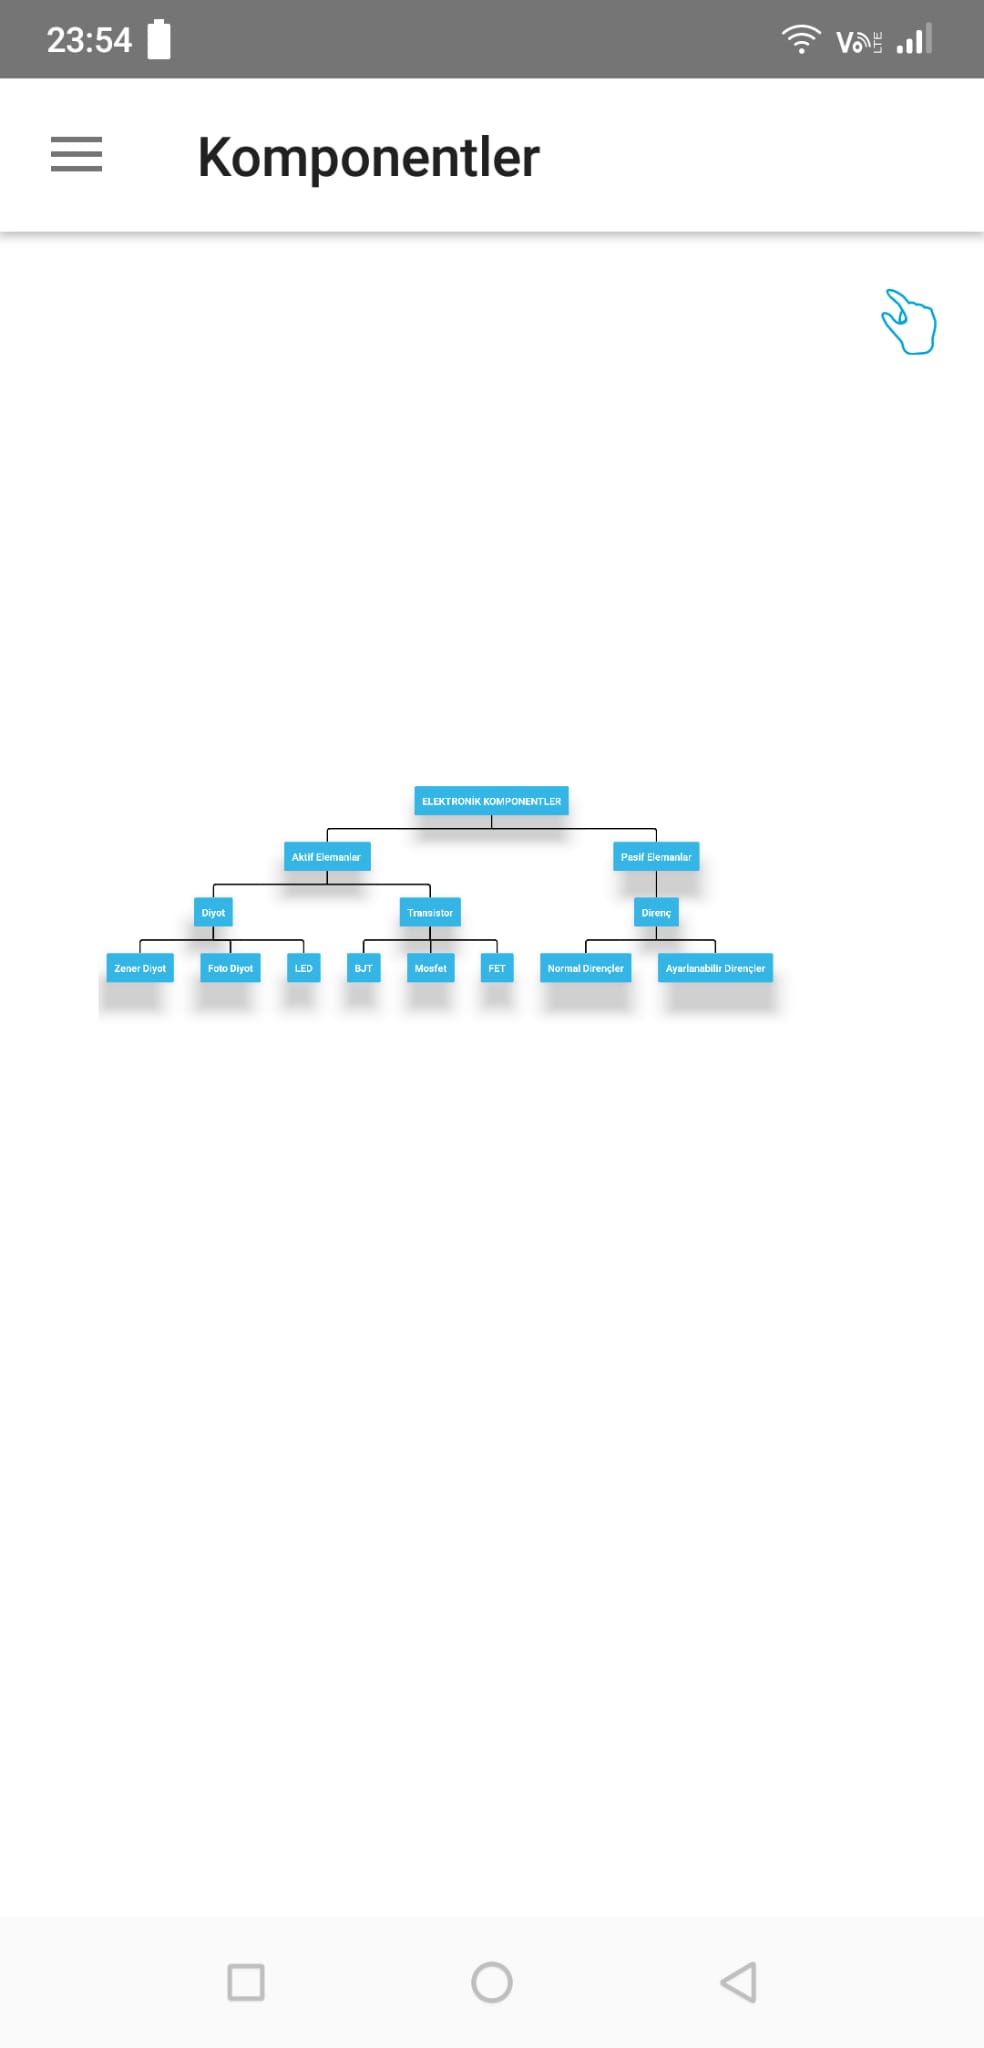 23:54
Vo LTE
Komponentler
ELEKTRONİK KOMPONENTLER
Aktif Elemanlar
Pasif Elemanlar
Diyot
Transistor
Direnç
Zener Diyot
Foto Diyot
LED
BJT
Mosfet
FET
Normal Dirençler
Ayarlanabilir Dirençler